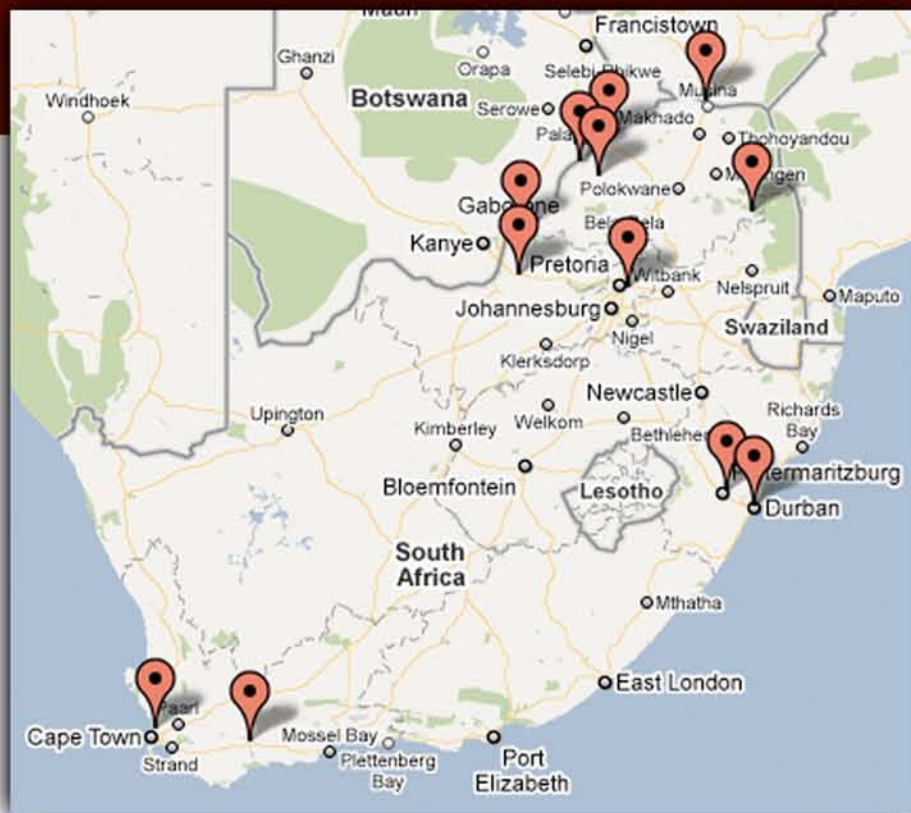 Francistown
Ghanzi
Orapa
Windhoek
Botswana
Serowe
Makhado
Thohoyandou
Polokwane
Kanye
Pretoria
Witbank
Nelspruit
Maputo
Johannesburg
Nigel
Swaziland
Klerksdorp
Newcastle
Upington
Kimberley
Welkom
Richards
Bay
Bloemfontein
Lesotho
Durban
South
Africa
Mthatha
East London
Cape Town
Strand
Mossel Bay
Plettenberg
Bay
Port
Elizabeth